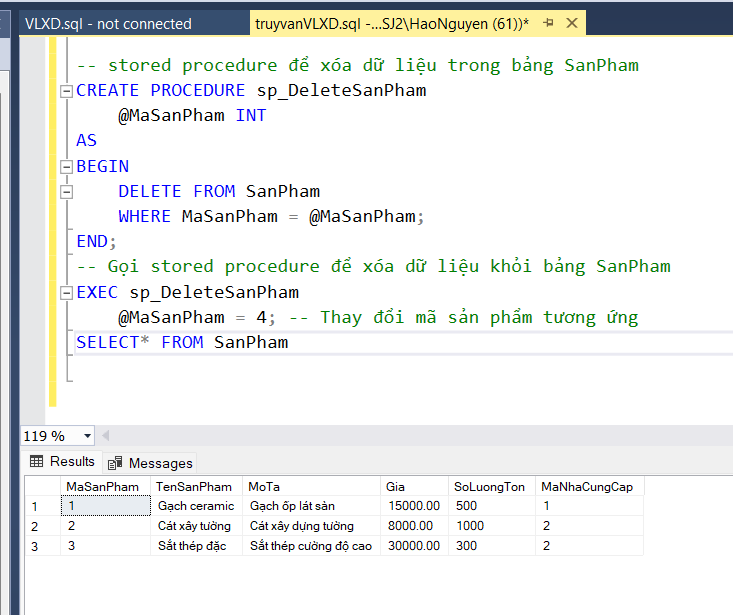 VLXD.sql - not connected
truyvanVLXD.sql -...SJ2\HaoNguyen (61))*
-- stored procedure để xóa dữ liệu trong bảng SanPham
CREATE PROCEDURE sp_DeleteSanPham
@MaSanPham INT
AS
BEGIN
DELETE FROM SanPham
WHERE MaSanPham = @MaSanPham;
END;
-- Gọi stored procedure để xóa dữ liệu khỏi bảng SanPham
EXEC sp_DeleteSanPham
@MaSanPham = 4; -- Thay đổi mã sản phẩm tương ứng
SELECT* FROM SanPham
119 %
Results Messages
MaSanPham TenSanPham MoTa Gia SoLuongTon MaNhaCungCap
1 1 Gạch ceramic Gạch ốp lát sàn 15000.00 500 1
2 2 Cát xây tường Cát xây dựng tường 8000.00 1000 2
3 3 Sắt thép đặc Sắt thép cường độ cao 30000.00 300 2